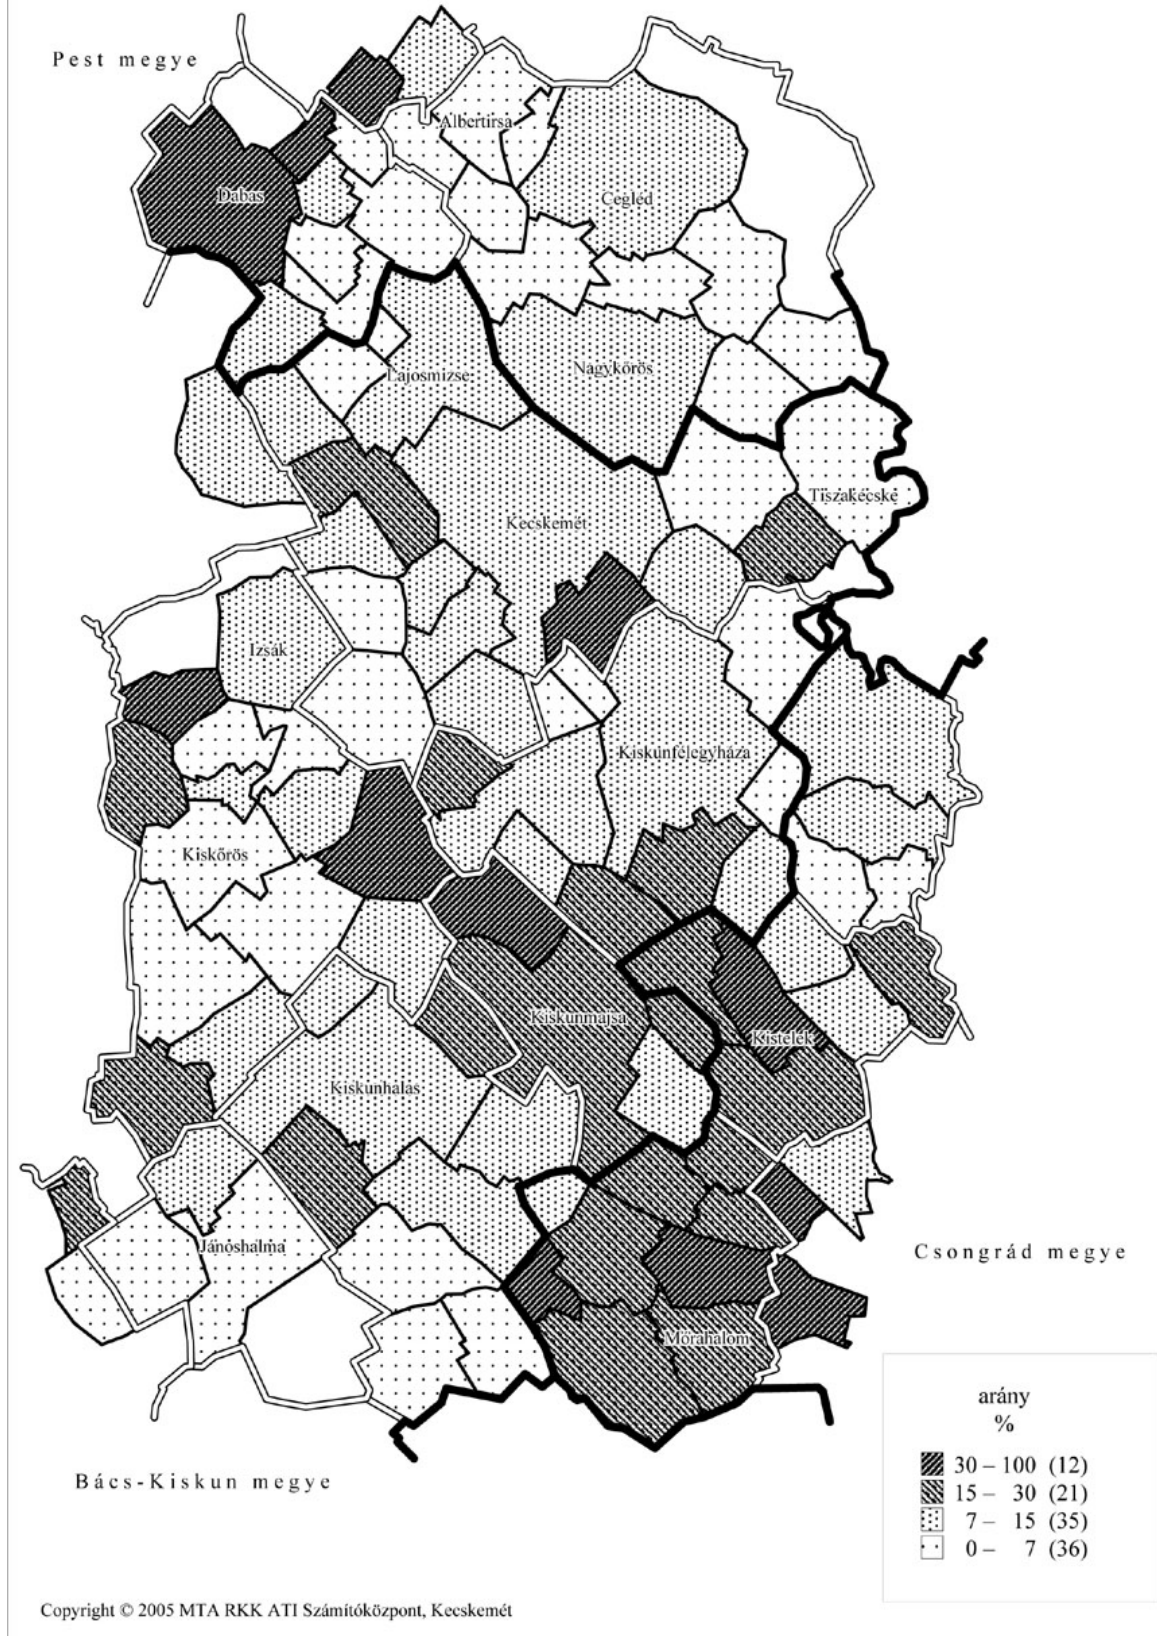 Pest megye
Albertirsa
Dabas
Cegléd
Lajosmizse
Nagykőrös
Tiszakécske
Kecskemét
Izsák
Kiskunfélegyháza
Kiskőrös
Kiskunmajsa
Kistelek
Kiskunhalas
Jánoshalma
Csongrád megye
Mórahalom
arány
%
30 – 100 (12)
15 – 30 (21)
7 – 15 (35)
0 – 7 (36)
Bács-Kiskun megye
Copyright © 2005 MTA RKK ATI Számítóközpont, Kecskemét